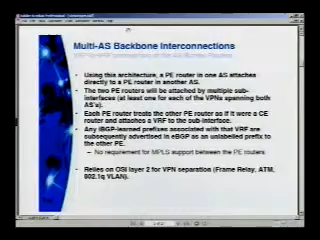 Multi-AS Backbone Interconnections
VRF-to-VRF connections at the AS Border Routers
• Using this architecture, a PE router in one AS attaches
directly to a PE router in another AS.
• The two PE routers will be attached by multiple sub-
interfaces (at least one for each of the VPNs spanning both
AS's).
• Each PE router treats the other PE router as if it were a CE
router and attaches a VRF to the sub-interface.
• Any iBGP-learned prefixes associated with that VRF are
subsequently advertised in eBGP as an unlabelled prefix to
the other PE.
– No requirement for MPLS support between the PE routers
• Relies on OSI layer 2 for VPN separation (Frame Relay, ATM,
802.1q VLAN).